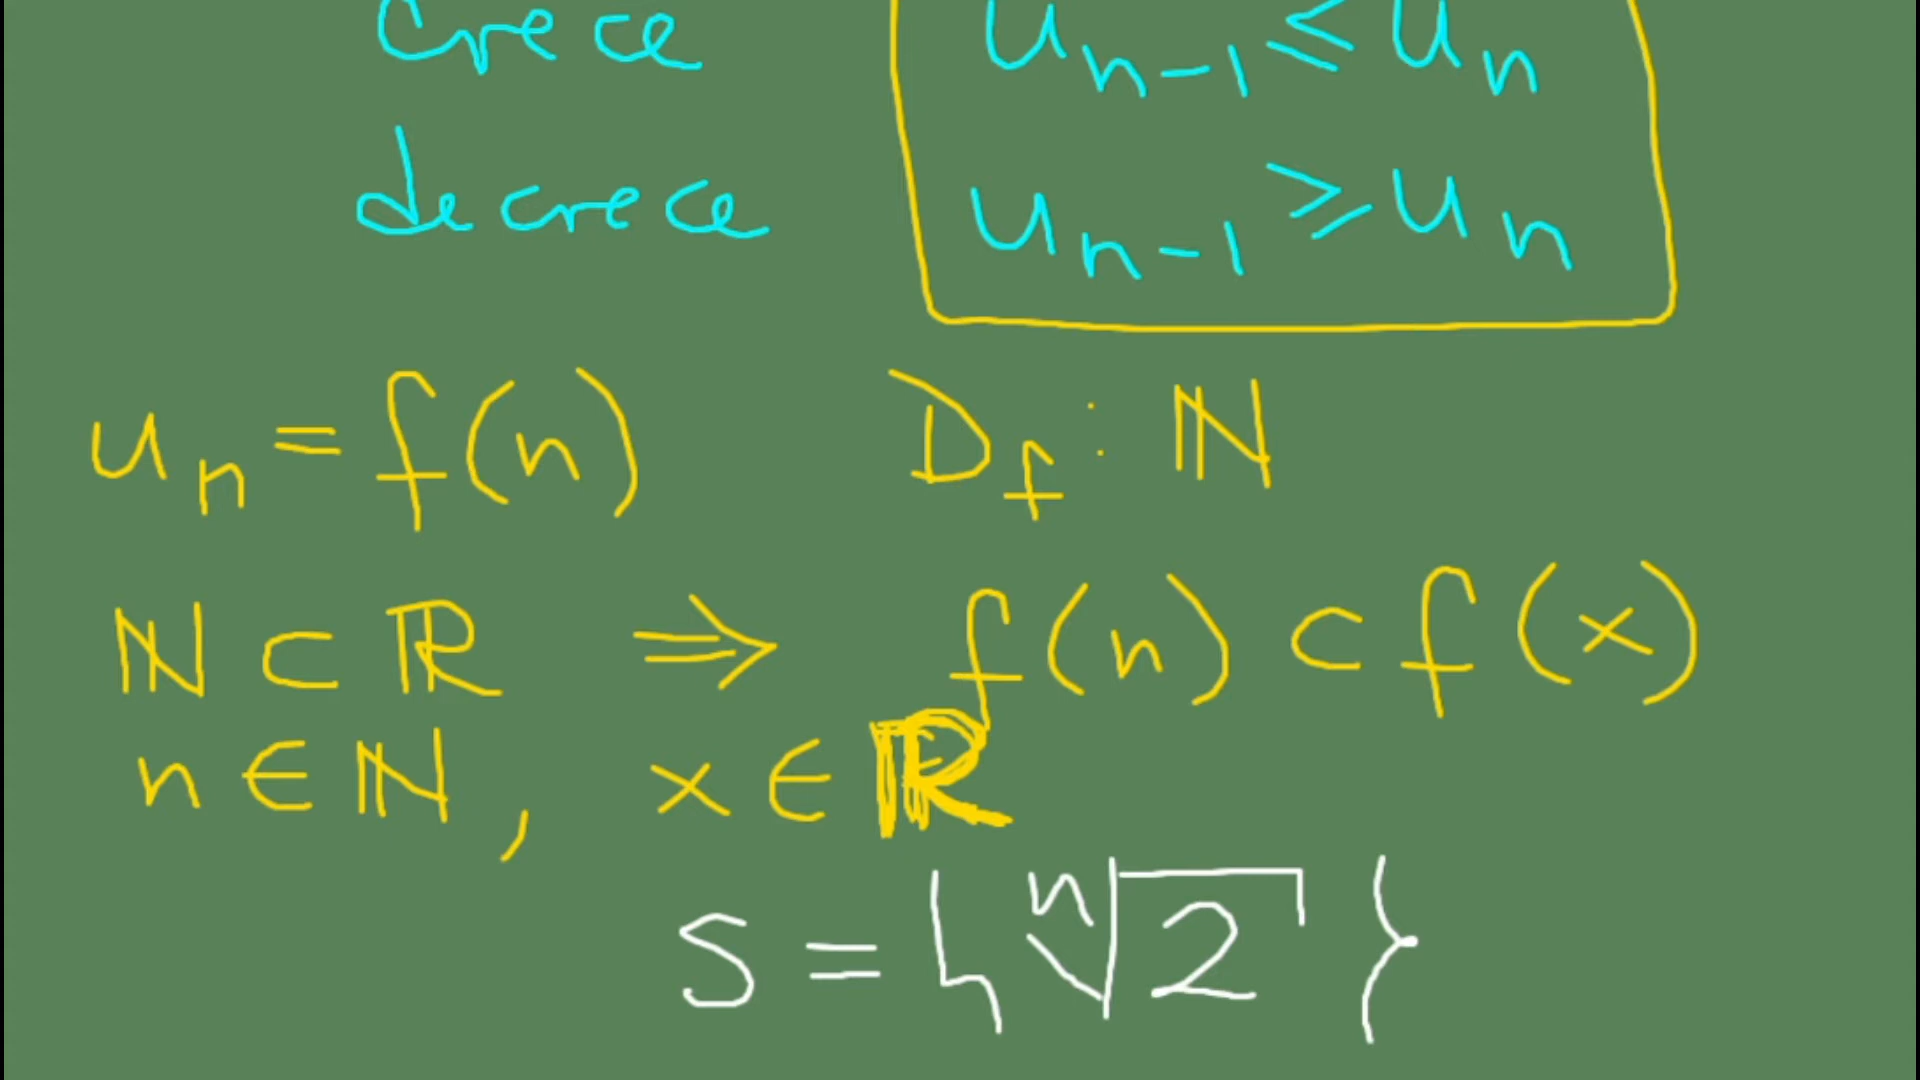 crece u_{n-1} ≤ u_n
decrece u_{n-1} ≥ u_n
u_n = f(n) D_f : ℕ
ℕ ⊂ ℝ ⇒ f(n) ⊂ f(x)
n ∈ ℕ, x ∈ ℝ
S = { ⁿ√2 }